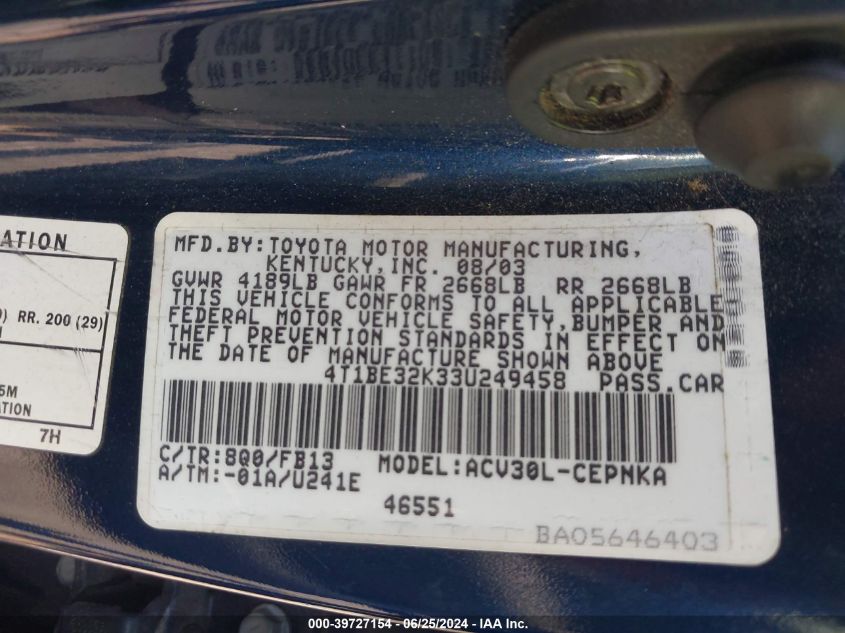 ATION
RR. 200 (29)
5M
TION
7H
MFD.BY:TOYOTA MOTOR MANUFACTURING,
KENTUCKY,INC. 08/03
GVWR 4189LB GAWR FR 2668LB RR 2668LB
THIS VEHICLE CONFORMS TO ALL APPLICABLE
FEDERAL MOTOR VEHICLE SAFETY,BUMPER AND
THEFT PREVENTION STANDARDS IN EFFECT ON
THE DATE OF MANUFACTURE SHOWN ABOVE
4T1BE32K33U249458 PASS.CAR
C/TR:8Q0/FB13 MODEL:ACV30L-CEPNKA
A/TM:-01A/U241E
46551
BA05646403
000-39727154 - 06/25/2024 - IAA Inc.